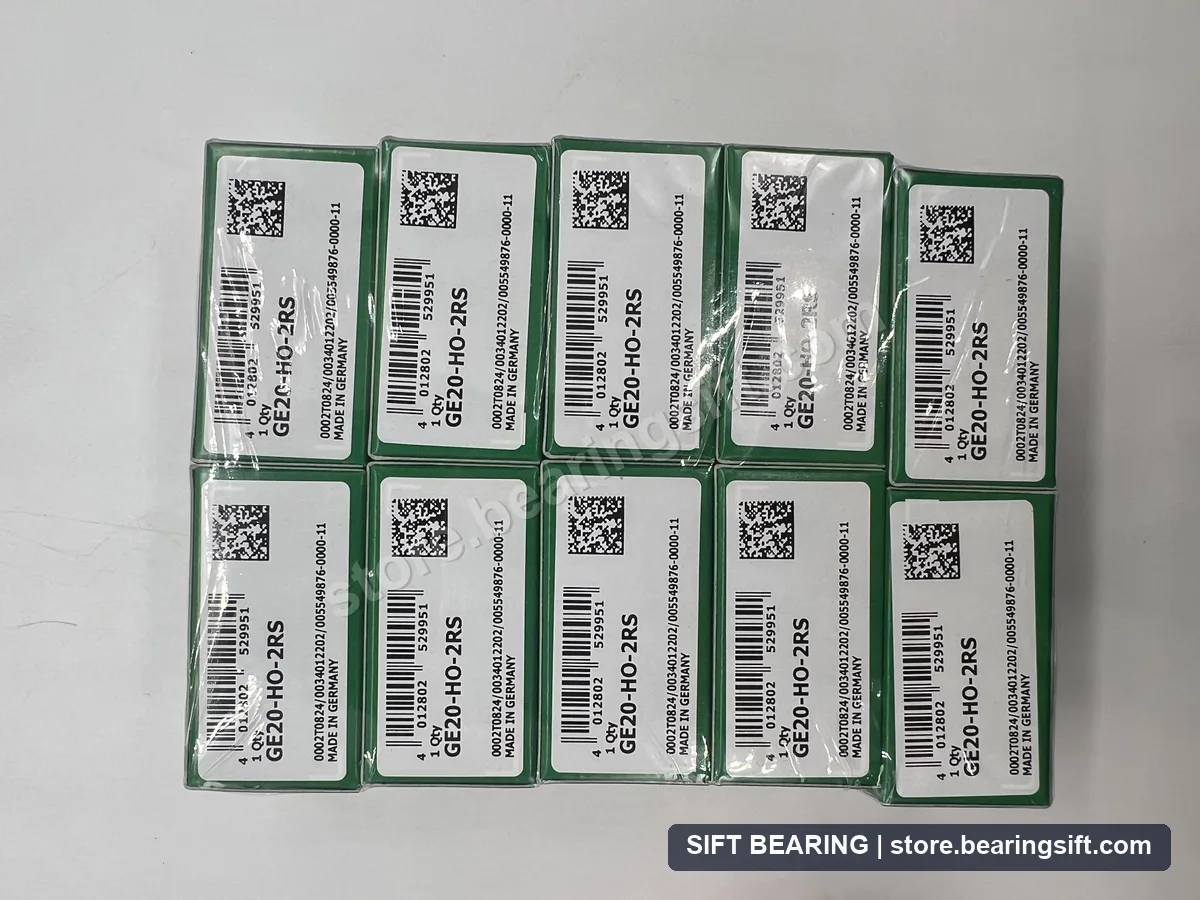 4 012802 529951
1 Qty
GE20-HO-2RS
0002T0824/0034012202/005549876-0000-11
MADE IN GERMANY
4 012802 529951
1 Qty
GE20-HO-2RS
0002T0824/0034012202/005549876-0000-11
MADE IN GERMANY
4 012802 529951
1 Qty
GE20-HO-2RS
0002T0824/0034012202/005549876-0000-11
MADE IN GERMANY
4 012802 529951
1 Qty
GE20-HO-2RS
0002T0824/0034012202/005549876-0000-11
MADE IN GERMANY
4 012802 529951
1 Qty
GE20-HO-2RS
0002T0824/0034012202/005549876-0000-11
MADE IN GERMANY
4 012802 529951
1 Qty
GE20-HO-2RS
0002T0824/0034012202/005549876-0000-11
MADE IN GERMANY
4 012802 529951
1 Qty
GE20-HO-2RS
0002T0824/0034012202/005549876-0000-11
MADE IN GERMANY
4 012802 529951
1 Qty
GE20-HO-2RS
0002T0824/0034012202/005549876-0000-11
MADE IN GERMANY
4 012802 529951
1 Qty
GE20-HO-2RS
0002T0824/0034012202/005549876-0000-11
MADE IN GERMANY
4 012802 529951
1 Qty
GE20-HO-2RS
0002T0824/0034012202/005549876-0000-11
MADE IN GERMANY
SIFT BEARING | store.bearingsift.com